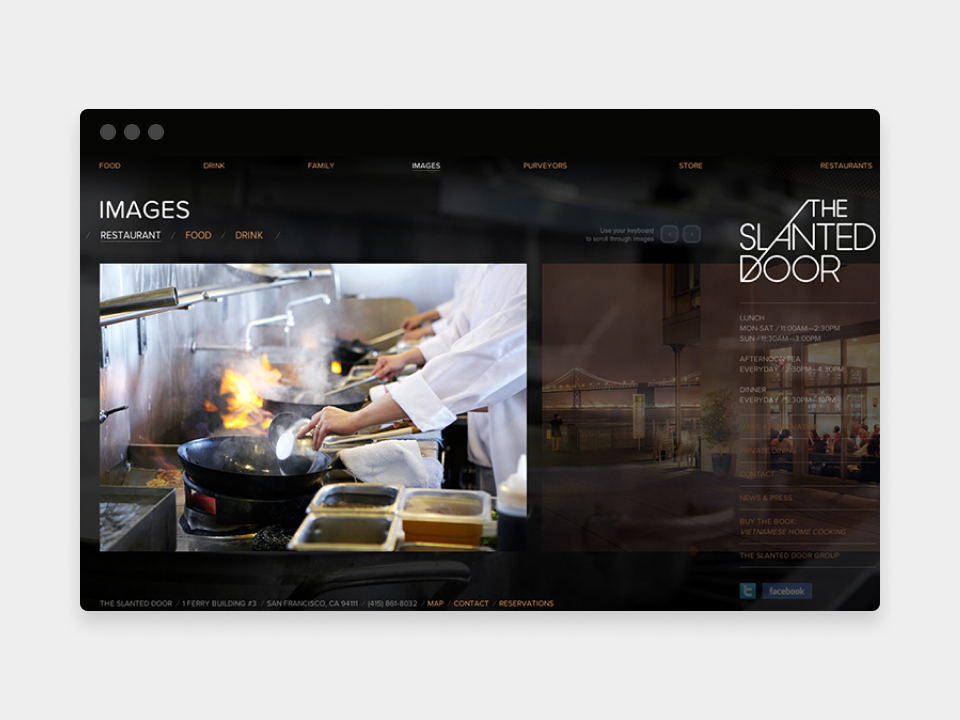 FOOD DRINK FAMILY IMAGES PURVEYORS STORE RESTAURANTS
IMAGES
/ RESTAURANT / FOOD / DRINK /
Use your keyboard
to scroll through images
THE
SLANTED
DOOR
LUNCH
MON-SAT / 11:00AM—2:30PM
SUN / 11:30AM—3:00PM
AFTERNOON TEA
EVERYDAY / 2:30PM—4:30PM
DINNER
EVERYDAY / 5:30PM—10PM
PRIVATE DINING
CONTACT
NEWS & PRESS
BUY THE BOOK:
VIETNAMESE HOME COOKING
THE SLANTED DOOR GROUP
t facebook
THE SLANTED DOOR / 1 FERRY BUILDING #3 / SAN FRANCISCO, CA 94111 / (415) 861-8032 / MAP / CONTACT / RESERVATIONS